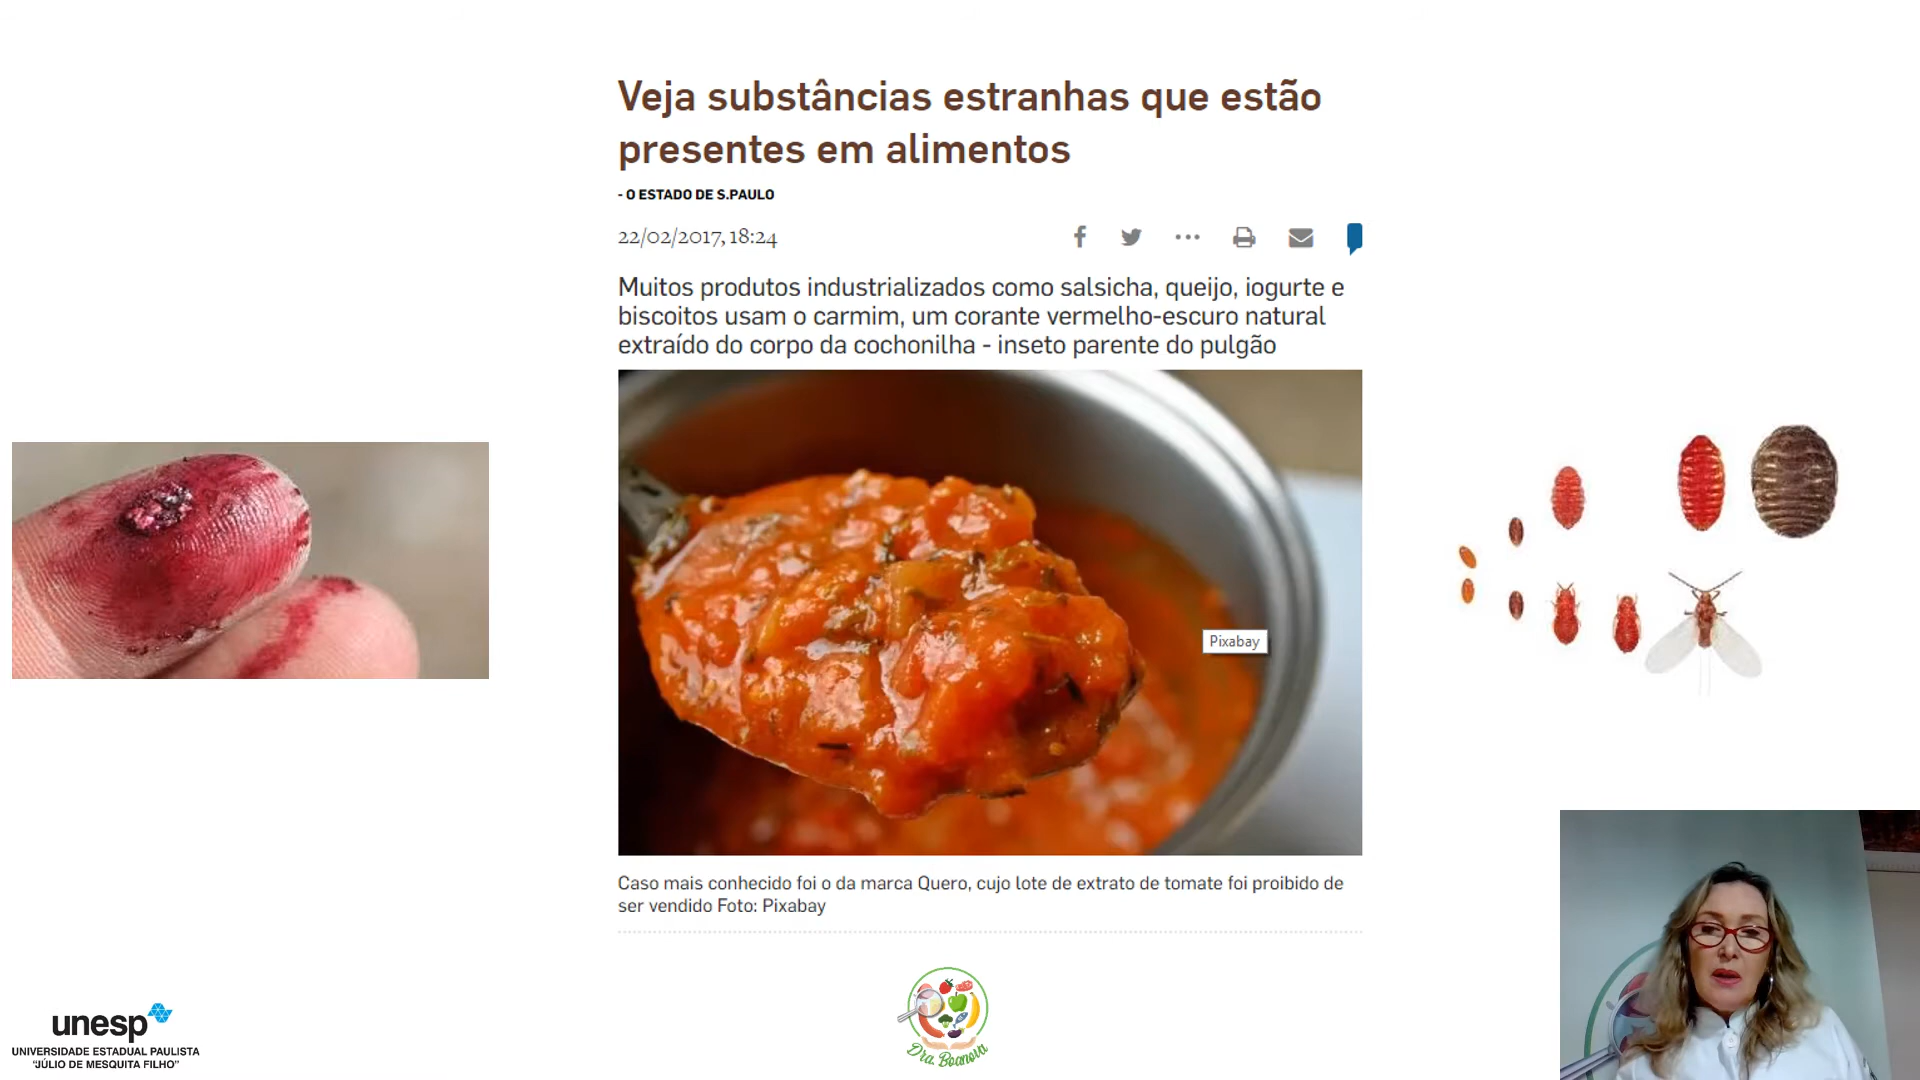 Veja substâncias estranhas que estão
presentes em alimentos
- O ESTADO DE S.PAULO
22/02/2017, 18:24
Muitos produtos industrializados como salsicha, queijo, iogurte e
biscoitos usam o carmim, um corante vermelho-escuro natural
extraído do corpo da cochonilha - inseto parente do pulgão
Pixabay
Caso mais conhecido foi o da marca Quero, cujo lote de extrato de tomate foi proibido de
ser vendido Foto: Pixabay
unesp
UNIVERSIDADE ESTADUAL PAULISTA
"JÚLIO DE MESQUITA FILHO"
Dra. Boanova